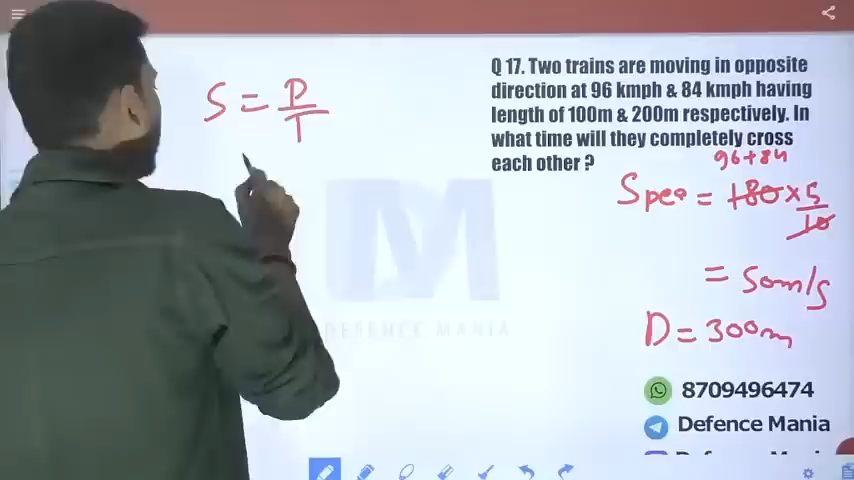 S = D/T
Q 17. Two trains are moving in opposite
direction at 96 kmph & 84 kmph having
length of 100m & 200m respectively. In
what time will they completely cross
each other ?
96+84
= 180 × 5/18
= 50m/s
D = 300m
DM
DEFENCE MANIA
8709496474
Defence Mania